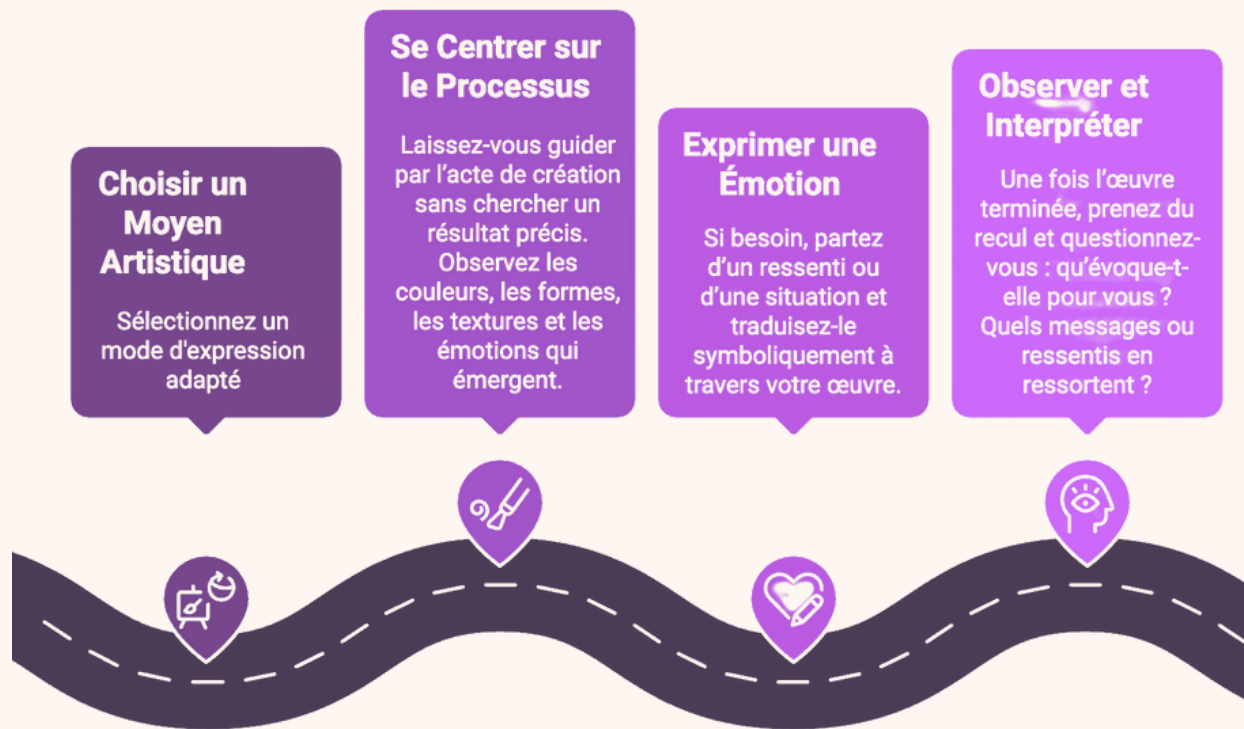 Choisir un
Moyen
Artistique
Sélectionnez un
mode d'expression
adapté
Se Centrer sur
le Processus
Laissez-vous guider
par l’acte de création
sans chercher un
résultat précis.
Observez les
couleurs, les formes,
les textures et les
émotions qui
émergent.
Exprimer une
Émotion
Si besoin, partez
d’un ressenti ou
d’une situation et
traduisez-le
symboliquement à
travers votre œuvre.
Observer et
Interpréter
Une fois l’œuvre
terminée, prenez du
recul et questionnez-
vous : qu’évoque-t-
elle pour vous ?
Quels messages ou
ressentis en
ressortent ?